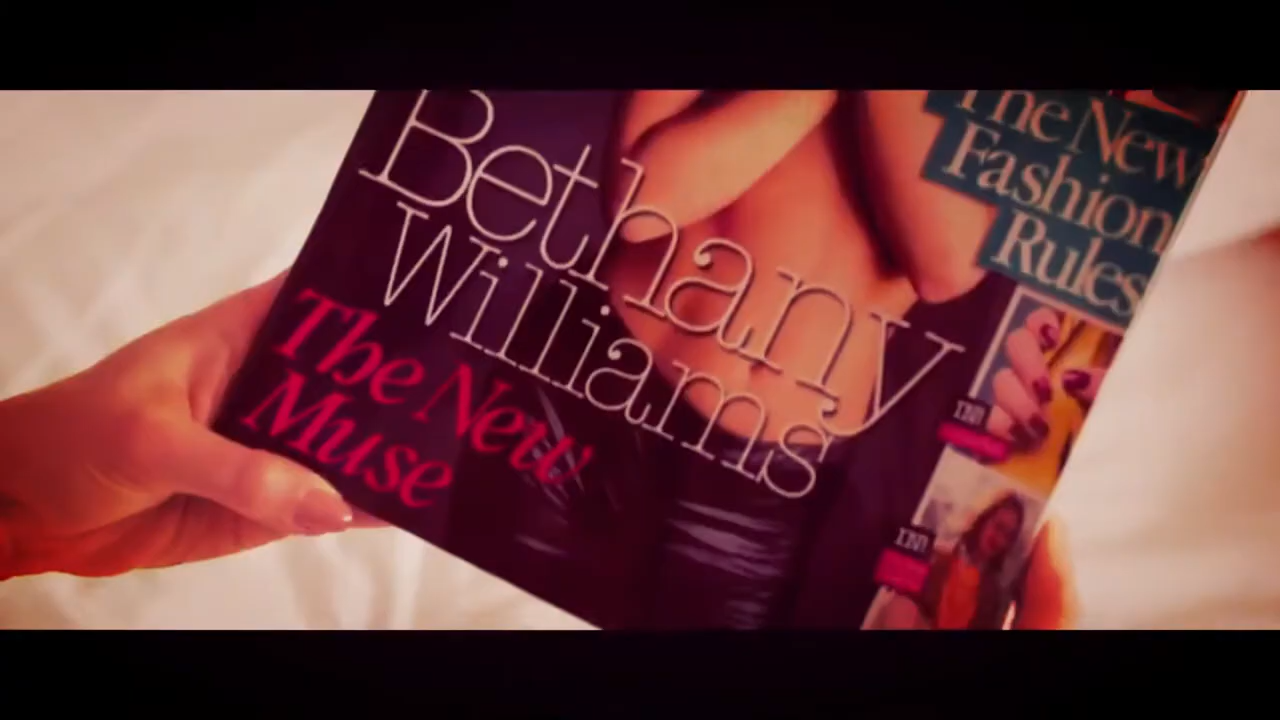 Bethany
Williams
The New
Muse
The New
Fashion
Rules